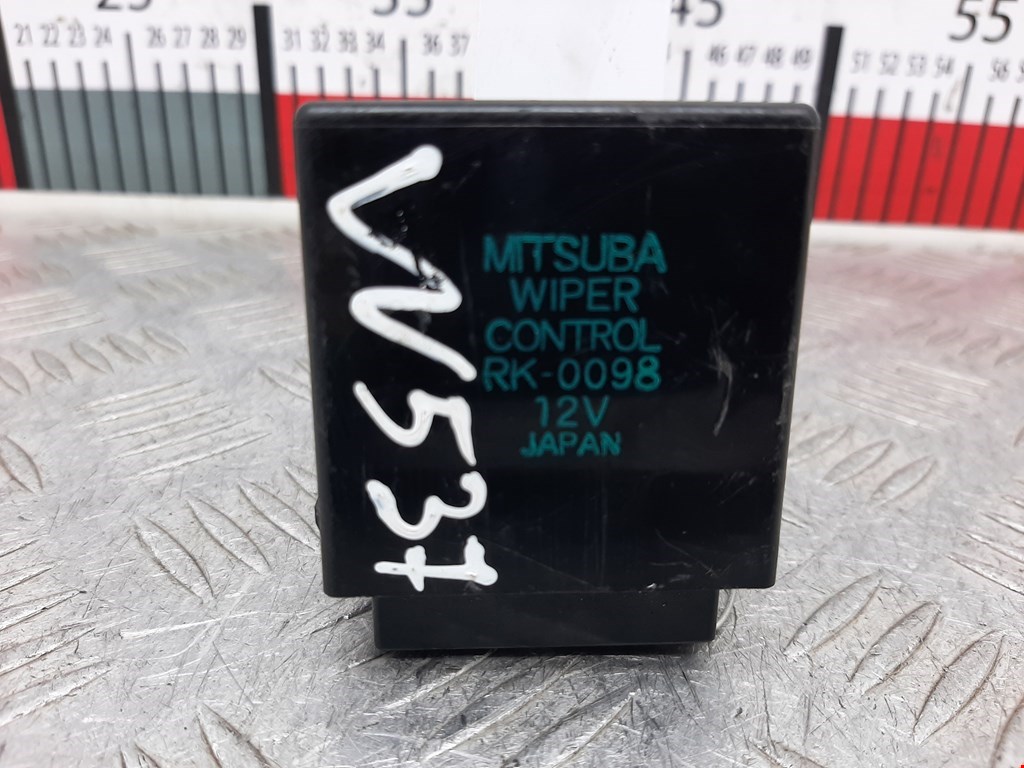 45
55
21 22 23 24 26 27 28 29 31 32 33 34 36 37 46 47 48 49 51 52 53 54 56
MITSUBA
WIPER
CONTROL
RK-0098
12V
JAPAN
VV537